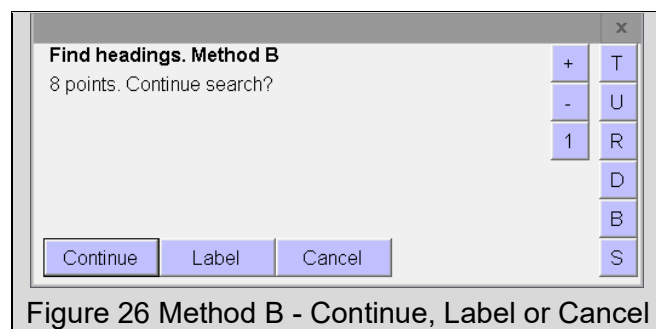 x
Find headings. Method B
8 points. Continue search?
+
-
1
T
U
R
D
B
S
Continue Label Cancel
Figure 26 Method B - Continue, Label or Cancel